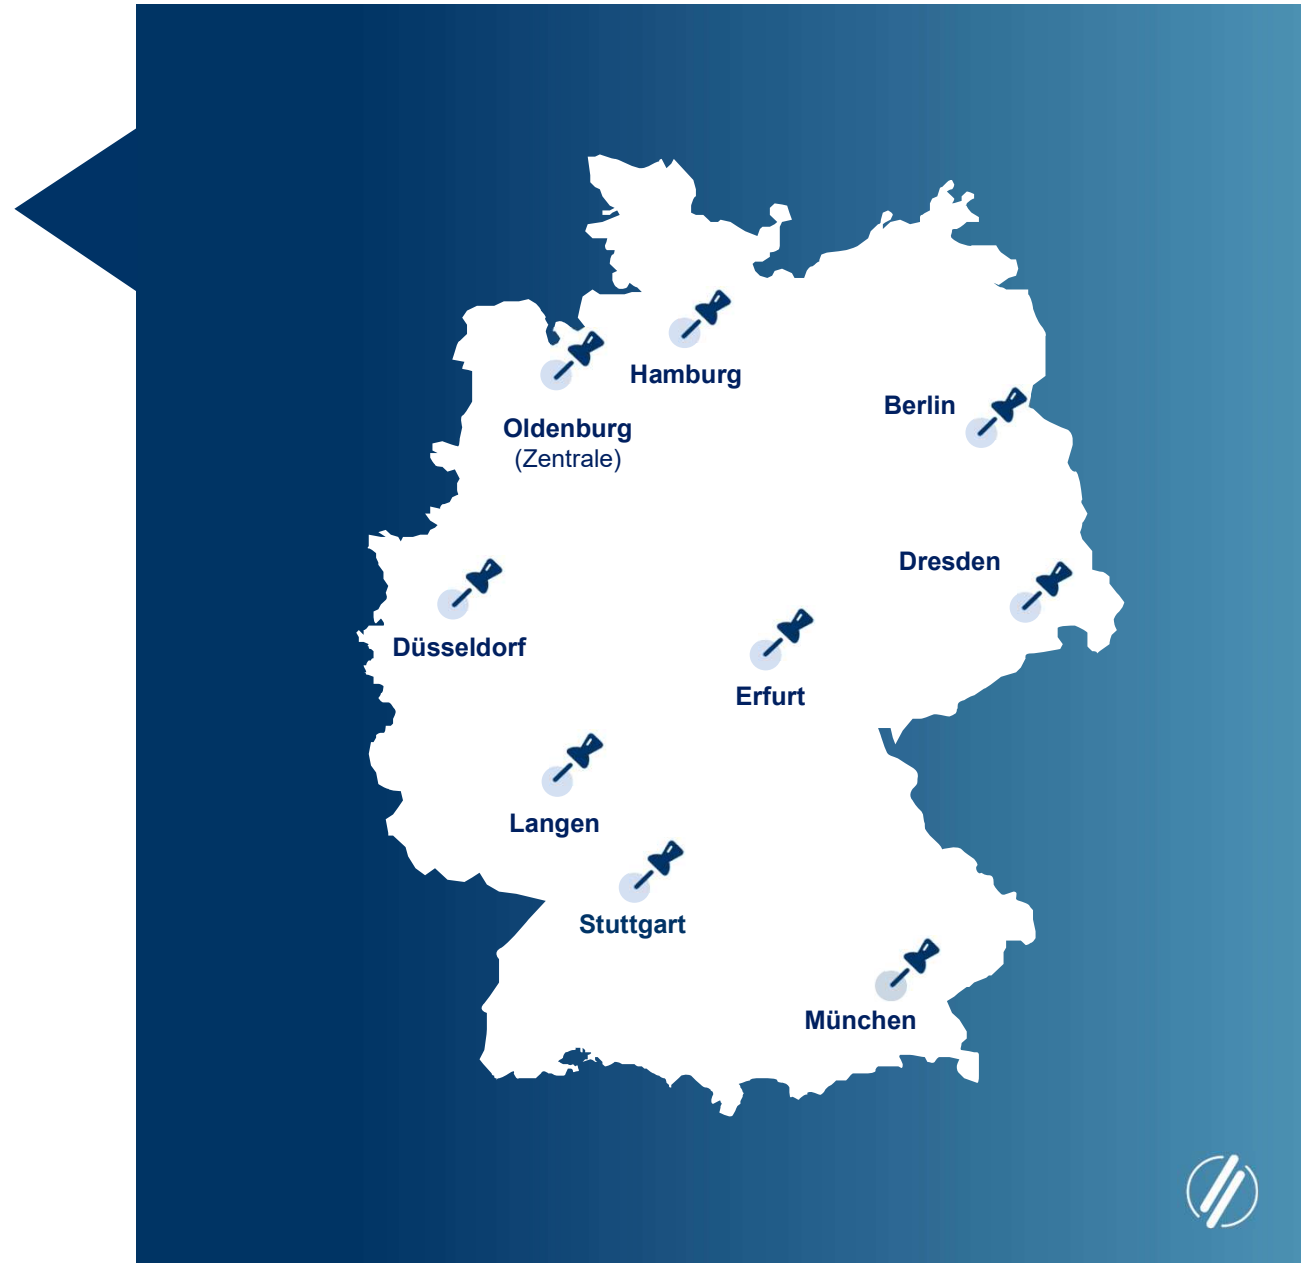 Hamburg
Berlin
Oldenburg
(Zentrale)
Dresden
Düsseldorf
Erfurt
Langen
Stuttgart
München